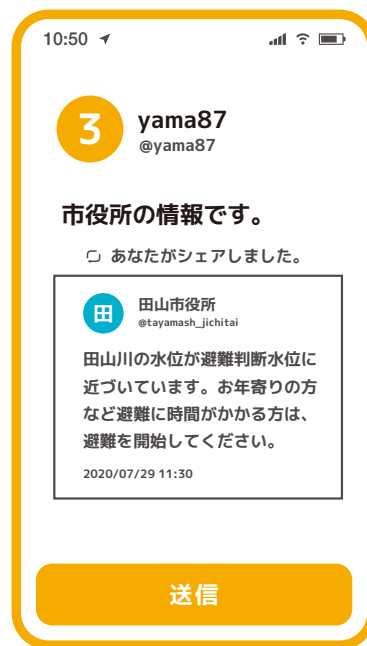 10:50
3
yama87
@yama87
市役所の情報です。
あなたがシェアしました。
田
田山市役所
@tayamash_jichitai
田山川の水位が避難判断水位に
近づいています。お年寄りの方
など避難に時間がかかる方は、
避難を開始してください。
2020/07/29 11:30
送信